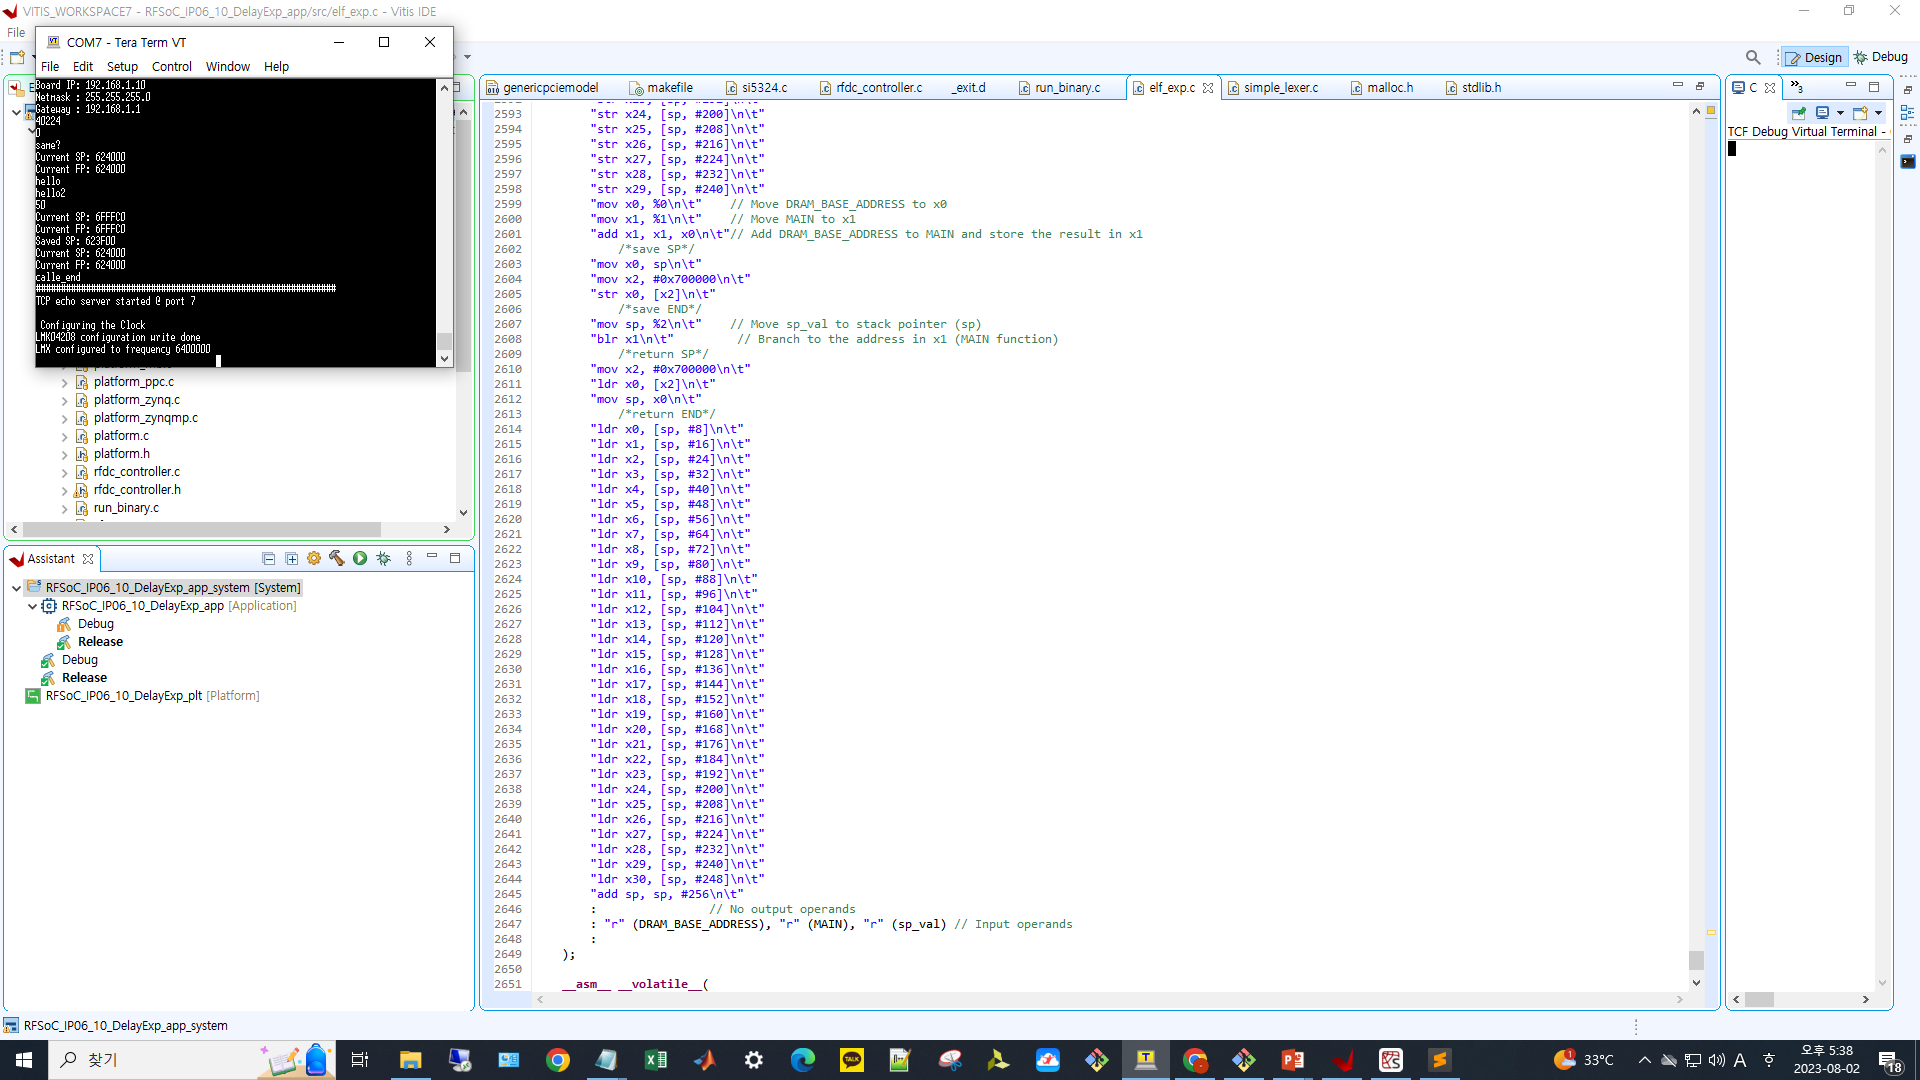 VITIS_WORKSPACE7 - RFSoC_IP06_10_DelayExp_app/src/elf_exp.c - Vitis IDE
File
COM7 - Tera Term VT
File Edit Setup Control Window Help
Board IP: 192.168.1.10
Netmask : 255.255.255.0
Gateway : 192.168.1.1
40224
0
same?
Current SP: 624000
Current FP: 624000
hello
hello2
50
Current SP: 6FFFC0
Current FP: 6FFFC0
Saved SP: 623F00
Current SP: 624000
Current FP: 624000
calle_end
TCP echo server started @ port 7
Configuring the Clock
LMK04208 configuration write done
LMX configured to frequency 6400000
platform_ppc.c
platform_zynq.c
platform_zynqmp.c
platform.c
platform.h
rfdc_controller.c
rfdc_controller.h
run_binary.c
Assistant
RFSoC_IP06_10_DelayExp_app_system [System]
RFSoC_IP06_10_DelayExp_app [Application]
Debug
Release
Debug
Release
RFSoC_IP06_10_DelayExp_plt [Platform]
Design Debug
genericpciemodel makefile si5324.c rfdc_controller.c _exit.d run_binary.c elf_exp.c simple_lexer.c malloc.h stdlib.h
2593 "str x24, [sp, #200]\n\t"
2594 "str x25, [sp, #208]\n\t"
2595 "str x26, [sp, #216]\n\t"
2596 "str x27, [sp, #224]\n\t"
2597 "str x28, [sp, #232]\n\t"
2598 "str x29, [sp, #240]\n\t"
2599 "mov x0, %0\n\t" // Move DRAM_BASE_ADDRESS to x0
2600 "mov x1, %1\n\t" // Move MAIN to x1
2601 "add x1, x1, x0\n\t"// Add DRAM_BASE_ADDRESS to MAIN and store the result in x1
2602 /*save SP*/
2603 "mov x0, sp\n\t"
2604 "mov x2, #0x700000\n\t"
2605 "str x0, [x2]\n\t"
2606 /*save END*/
2607 "mov sp, %2\n\t" // Move sp_val to stack pointer (sp)
2608 "blr x1\n\t" // Branch to the address in x1 (MAIN function)
2609 /*return SP*/
2610 "mov x2, #0x700000\n\t"
2611 "ldr x0, [x2]\n\t"
2612 "mov sp, x0\n\t"
2613 /*return END*/
2614 "ldr x0, [sp, #8]\n\t"
2615 "ldr x1, [sp, #16]\n\t"
2616 "ldr x2, [sp, #24]\n\t"
2617 "ldr x3, [sp, #32]\n\t"
2618 "ldr x4, [sp, #40]\n\t"
2619 "ldr x5, [sp, #48]\n\t"
2620 "ldr x6, [sp, #56]\n\t"
2621 "ldr x7, [sp, #64]\n\t"
2622 "ldr x8, [sp, #72]\n\t"
2623 "ldr x9, [sp, #80]\n\t"
2624 "ldr x10, [sp, #88]\n\t"
2625 "ldr x11, [sp, #96]\n\t"
2626 "ldr x12, [sp, #104]\n\t"
2627 "ldr x13, [sp, #112]\n\t"
2628 "ldr x14, [sp, #120]\n\t"
2629 "ldr x15, [sp, #128]\n\t"
2630 "ldr x16, [sp, #136]\n\t"
2631 "ldr x17, [sp, #144]\n\t"
2632 "ldr x18, [sp, #152]\n\t"
2633 "ldr x19, [sp, #160]\n\t"
2634 "ldr x20, [sp, #168]\n\t"
2635 "ldr x21, [sp, #176]\n\t"
2636 "ldr x22, [sp, #184]\n\t"
2637 "ldr x23, [sp, #192]\n\t"
2638 "ldr x24, [sp, #200]\n\t"
2639 "ldr x25, [sp, #208]\n\t"
2640 "ldr x26, [sp, #216]\n\t"
2641 "ldr x27, [sp, #224]\n\t"
2642 "ldr x28, [sp, #232]\n\t"
2643 "ldr x29, [sp, #240]\n\t"
2644 "ldr x30, [sp, #248]\n\t"
2645 "add sp, sp, #256\n\t"
2646 : // No output operands
2647 : "r" (DRAM_BASE_ADDRESS), "r" (MAIN), "r" (sp_val) // Input operands
2648 :
2649 );
2650
2651 __asm__ __volatile__(
C
TCF Debug Virtual Terminal -
RFSoC_IP06_10_DelayExp_app_system
찾기
33°C
A
오후 5:38
2023-08-02
18